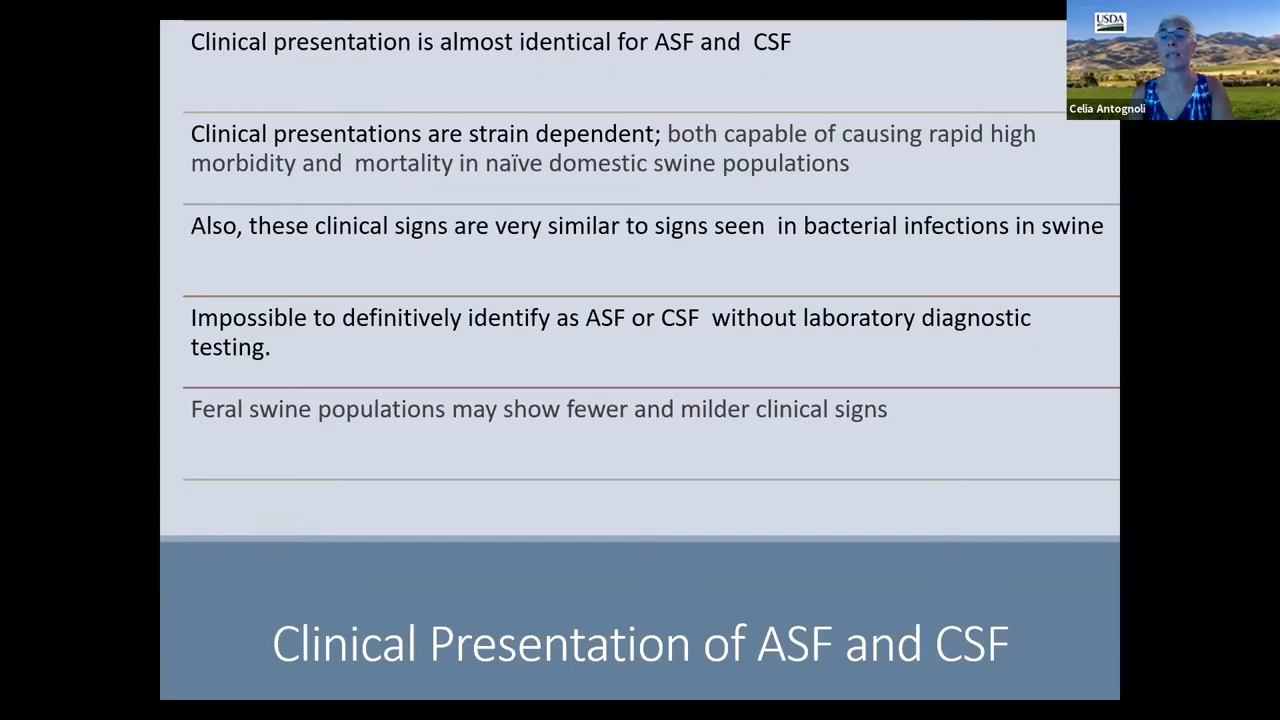 Clinical presentation is almost identical for ASF and  CSF
USDA
Celia Antognoli
Clinical presentations are strain dependent; both capable of causing rapid high
morbidity and  mortality in naïve domestic swine populations
Also, these clinical signs are very similar to signs seen  in bacterial infections in swine
Impossible to definitively identify as ASF or CSF  without laboratory diagnostic
testing.
Feral swine populations may show fewer and milder clinical signs
Clinical Presentation of ASF and CSF